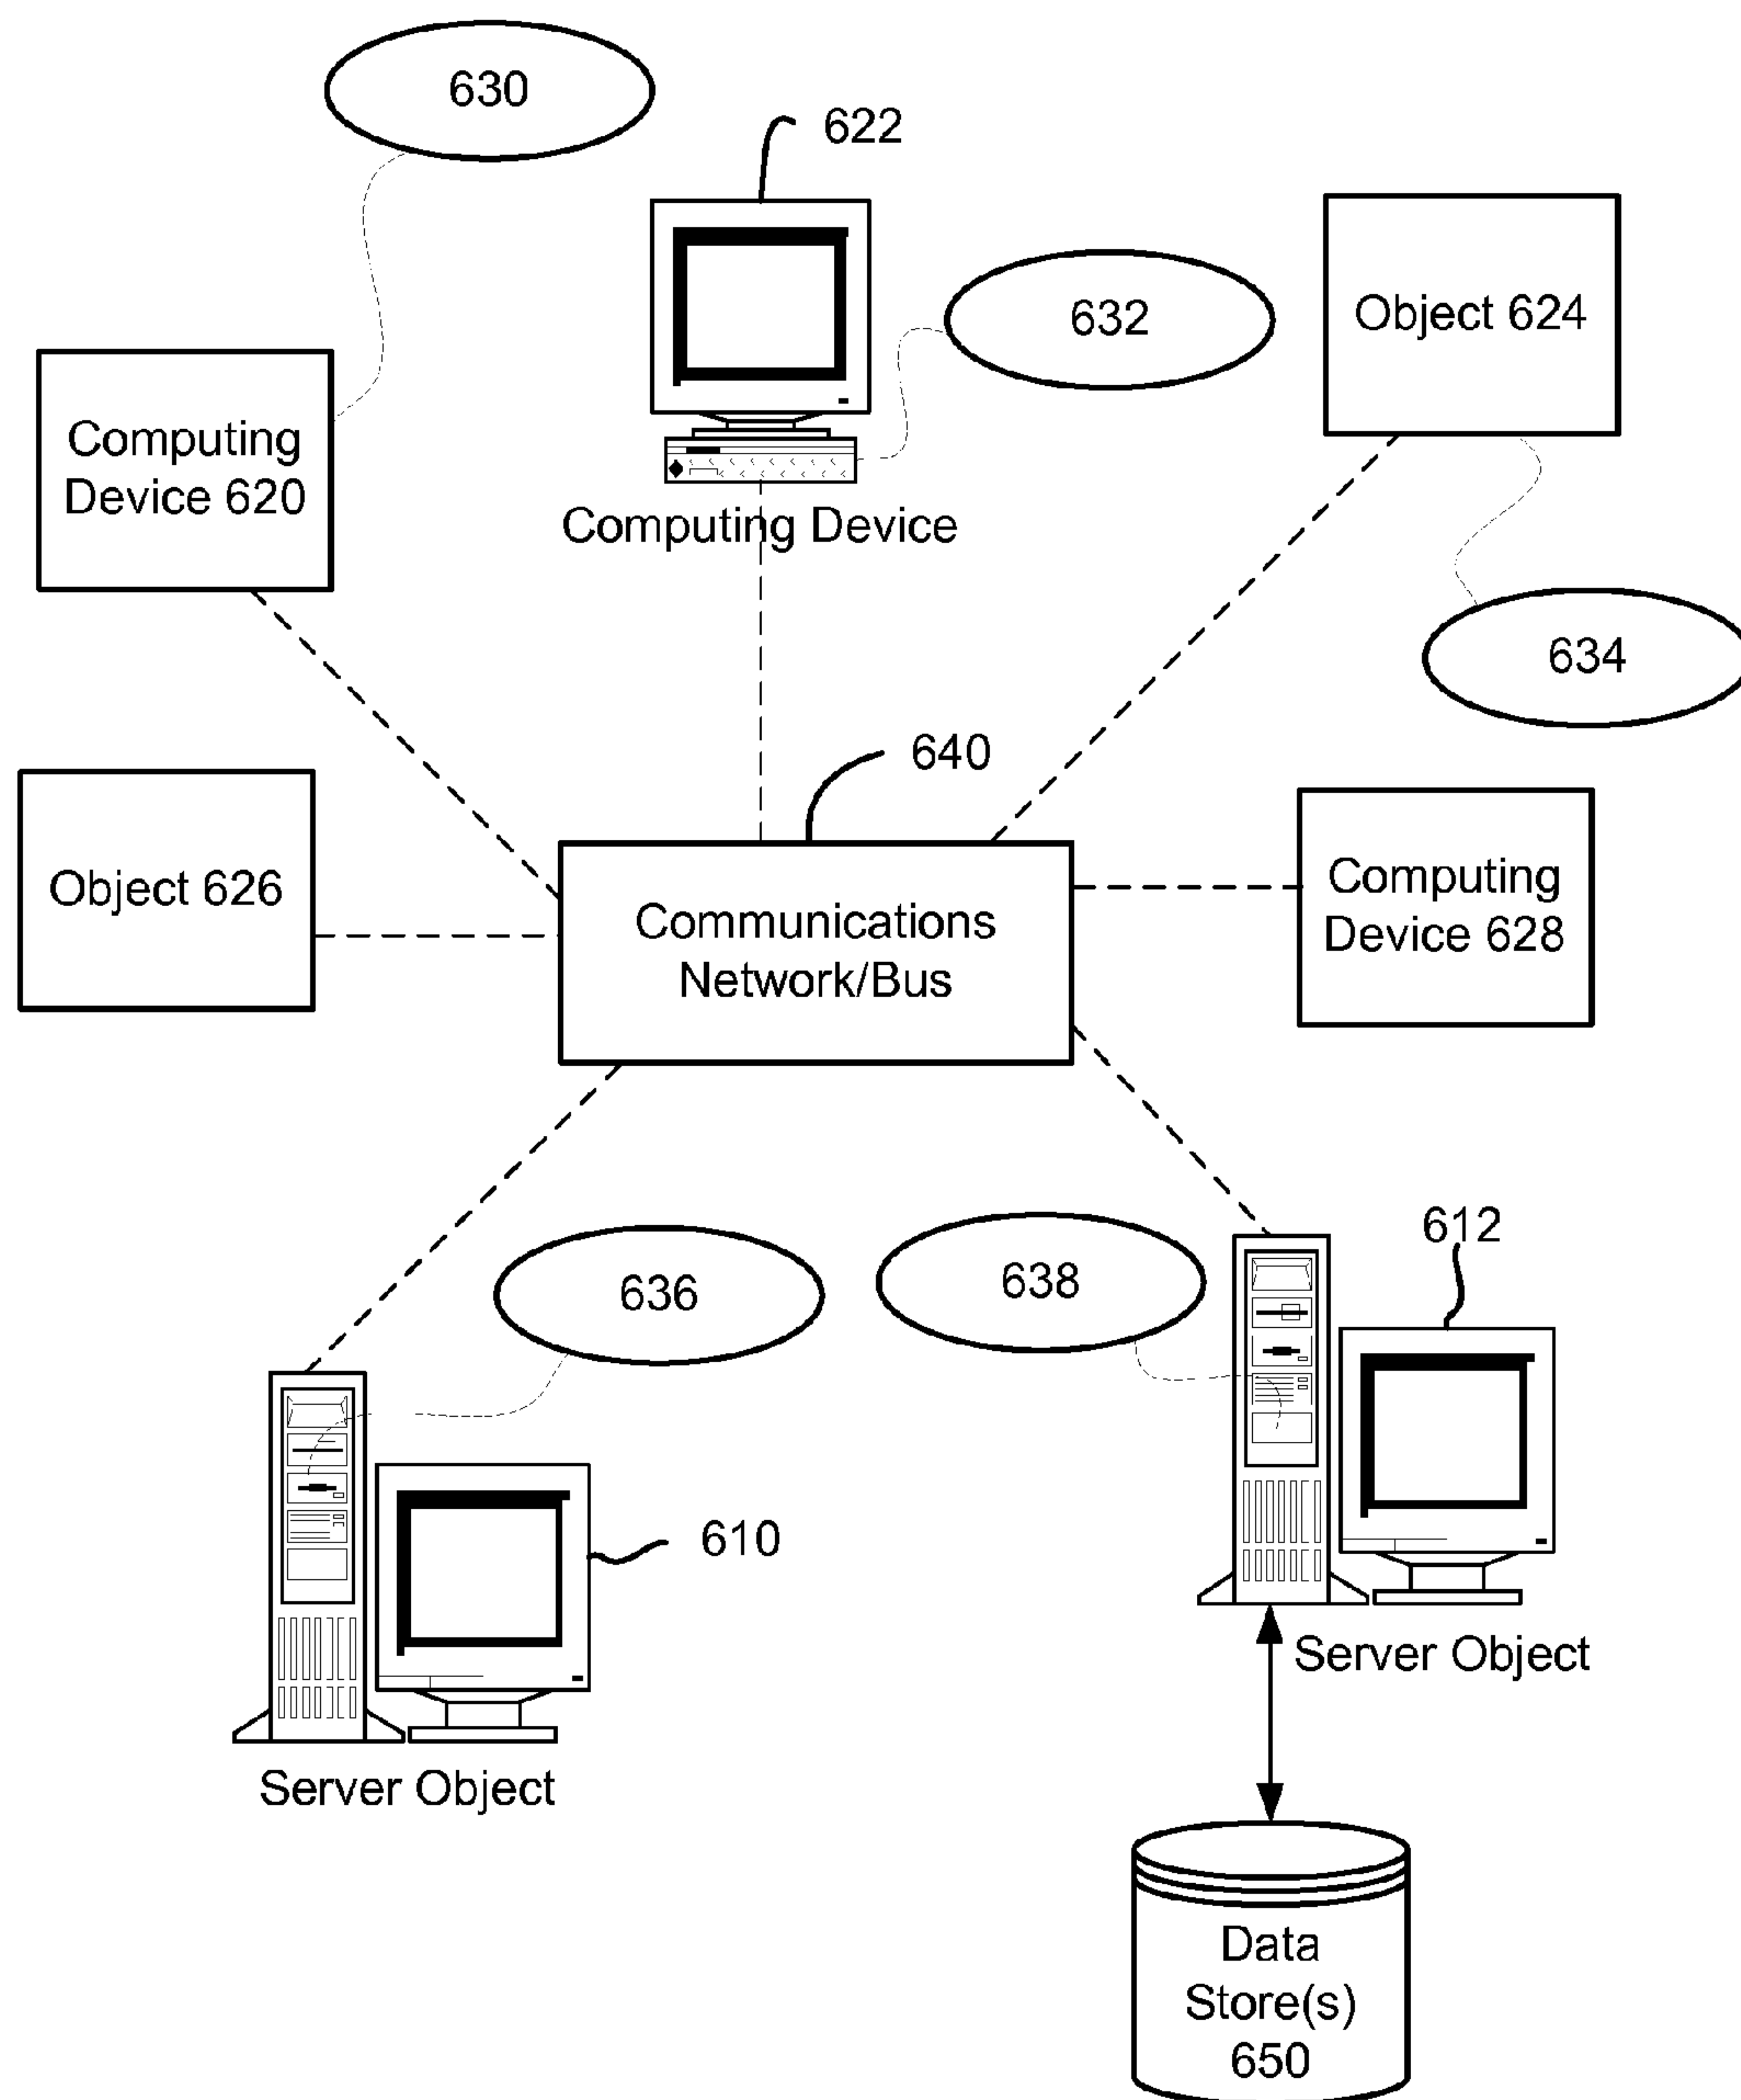 630
622
632
Object 624
Computing
Device 620
Computing Device
634
640
Object 626
Communications
Network/Bus
Computing
Device 628
636
638
612
610
Server Object
Server Object
Data
Store(s)
650